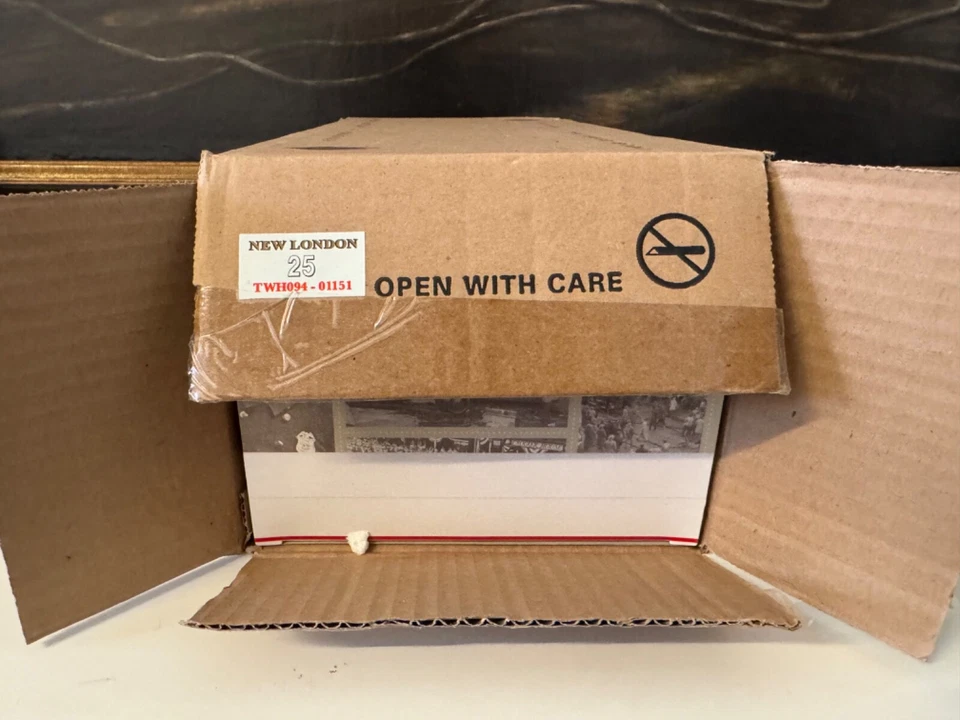 NEW LONDON
25
TWH094 - 01151
OPEN WITH CARE